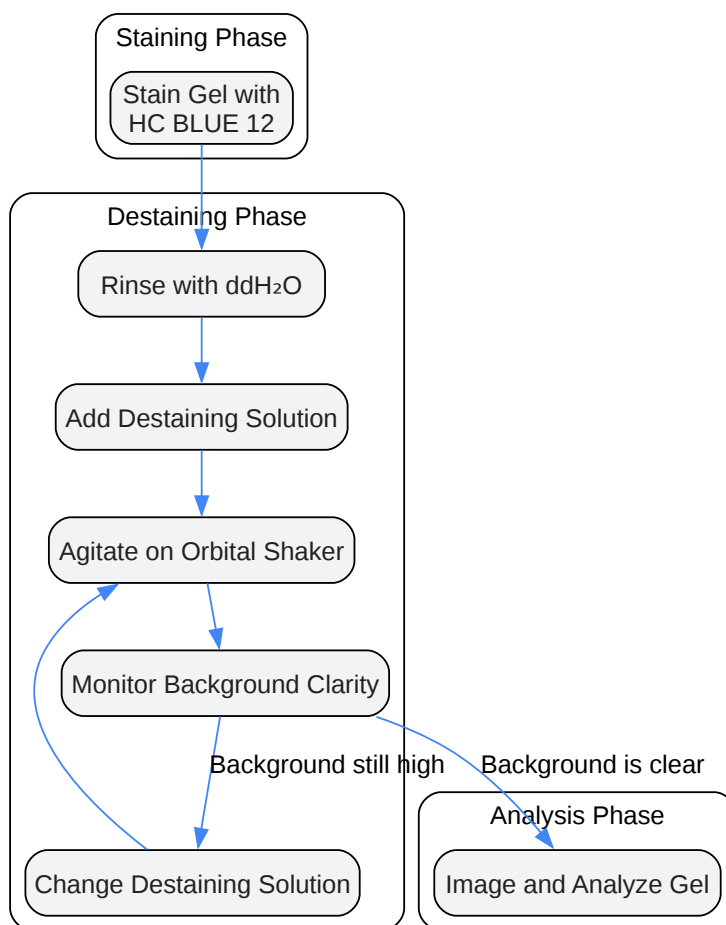 Staining Phase
Stain Gel with
HC BLUE 12
Destaining Phase
Rinse with ddH₂O
Add Destaining Solution
Agitate on Orbital Shaker
Monitor Background Clarity
Background still high
Background is clear
Change Destaining Solution
Analysis Phase
Image and Analyze Gel